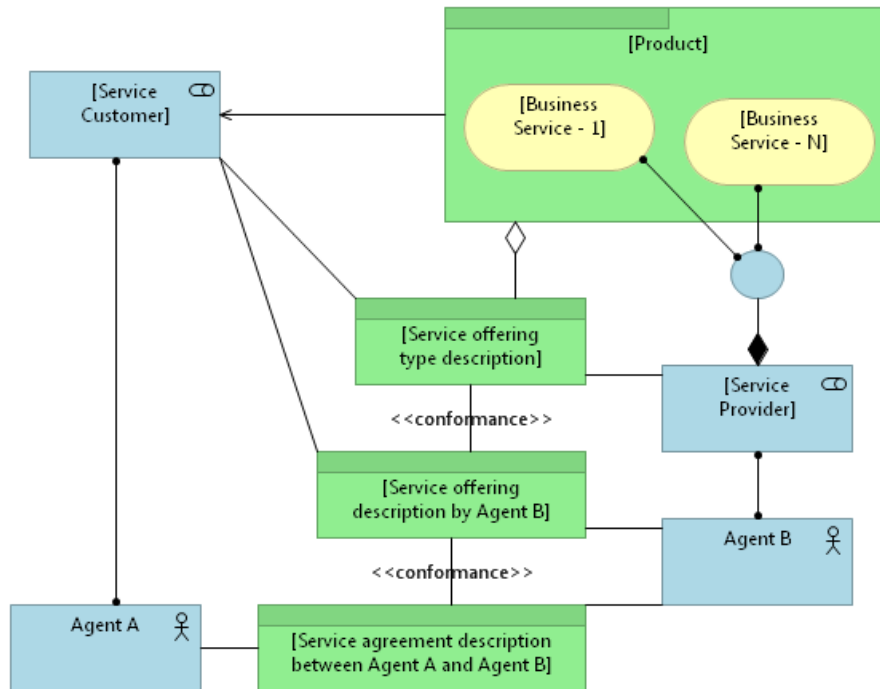 [Product]
[Service
Customer]
[Business
Service - 1]
[Business
Service - N]
[Service offering
type description]
[Service
Provider]
<<conformance>>
[Service offering
description by Agent B]
Agent B
<<conformance>>
Agent A
[Service agreement description
between Agent A and Agent B]